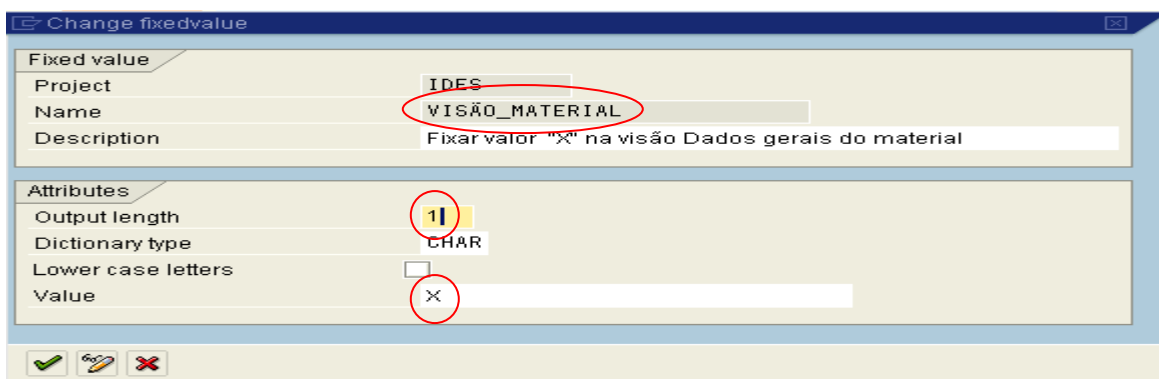 Change fixedvalue
Fixed value
Project IDES
Name VISÃO_MATERIAL
Description Fixar valor "X" na visão Dados gerais do material
Attributes
Output length 1
Dictionary type CHAR
Lower case letters
Value X